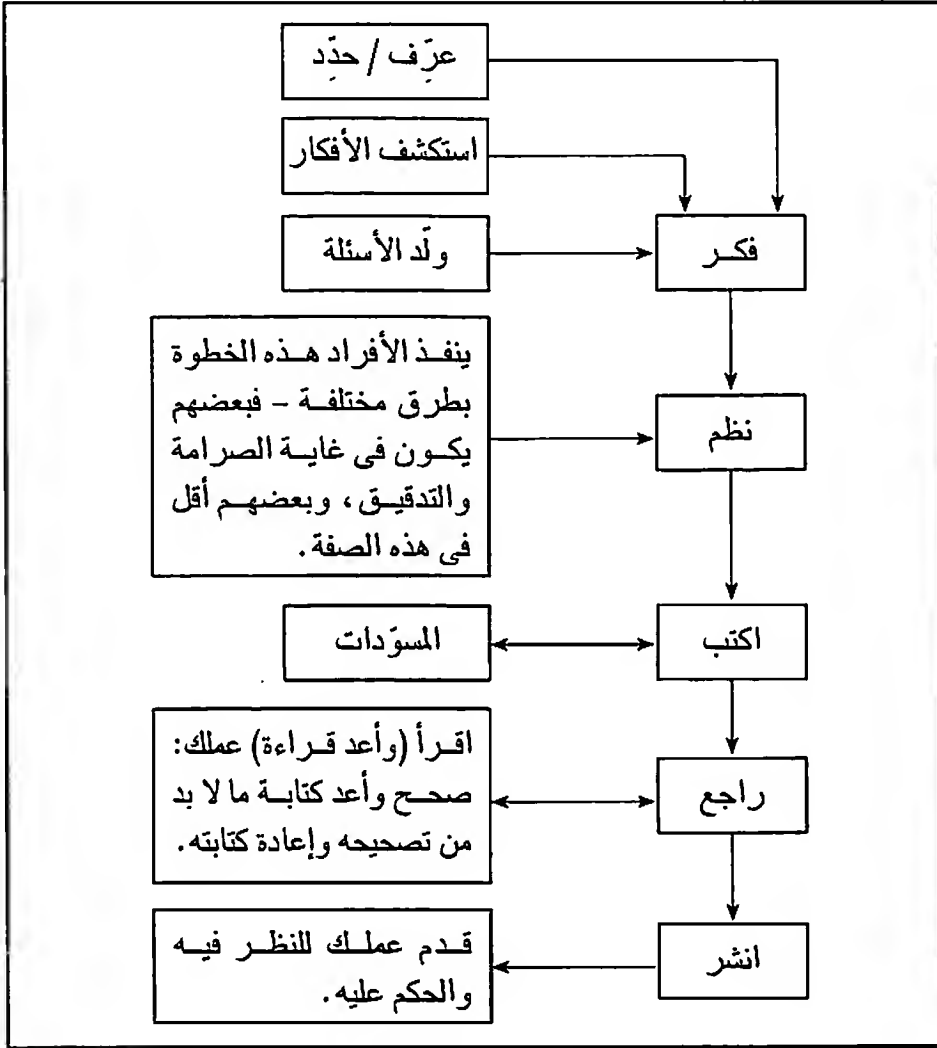 عرِّف / حدِّد
استكشف الأفكار
ولّد الأسئلة
فكر
ينفذ الأفراد هذه الخطوة
بطرق مختلفة – فبعضهم
يكون فى غاية الصرامة
والتدقيق، وبعضهم أقل
فى هذه الصفة.
نظم
اكتب
المسوّدات
راجع
اقرأ (وأعد قراءة) عملك:
صحح وأعد كتابة ما لا بد
من تصحيحه وإعادة كتابته.
انشر
قدم عملك للنظر فيه
والحكم عليه.